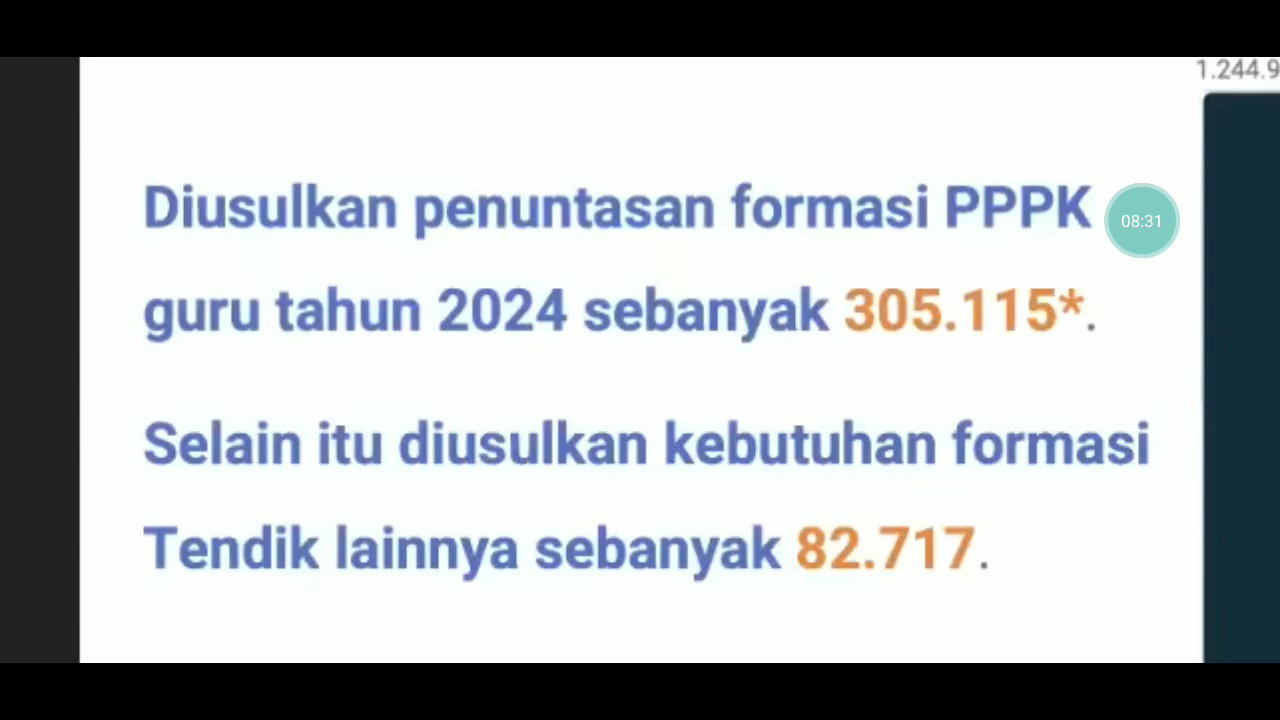 1.244.9
Diusulkan penuntasan formasi PPPK
08:31
guru tahun 2024 sebanyak 305.115*.
Selain itu diusulkan kebutuhan formasi
Tendik lainnya sebanyak 82.717.